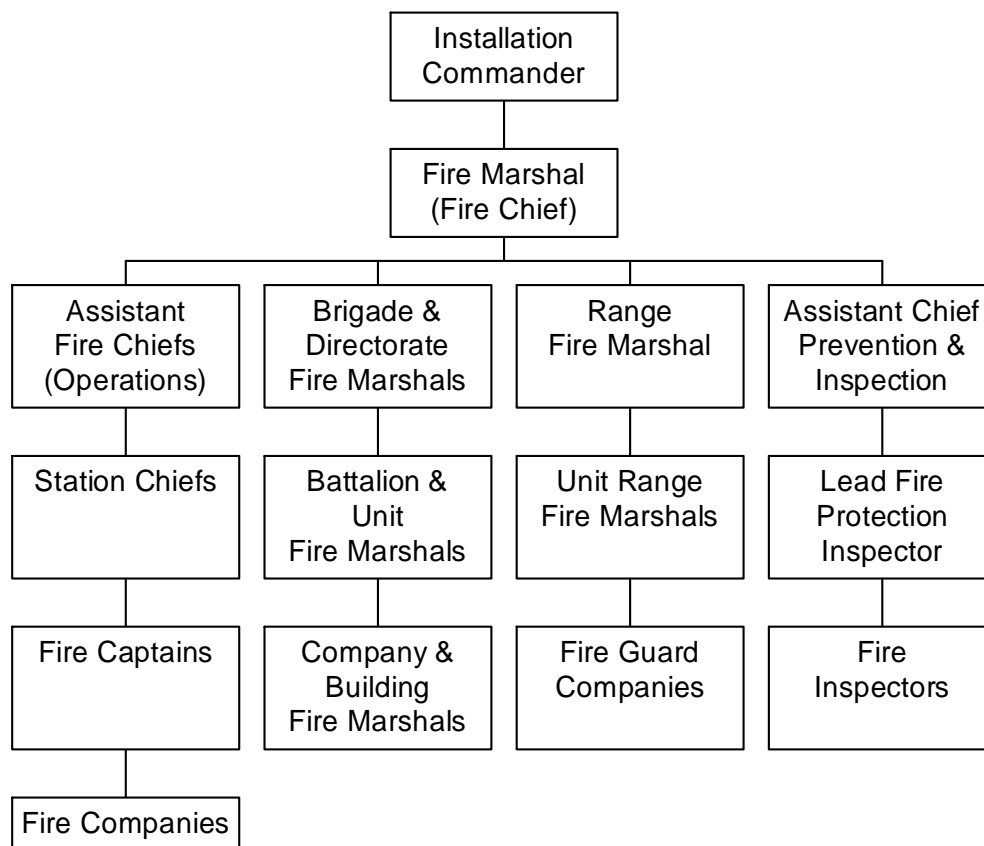 Installation
Commander
Fire Marshal
(Fire Chief)
Assistant
Fire Chiefs
(Operations)
Brigade &
Directorate
Fire Marshals
Range
Fire Marshal
Assistant Chief
Prevention &
Inspection
Station Chiefs
Battalion &
Unit
Fire Marshals
Unit Range
Fire Marshals
Lead Fire
Protection
Inspector
Fire Captains
Company &
Building
Fire Marshals
Fire Guard
Companies
Fire
Inspectors
Fire Companies